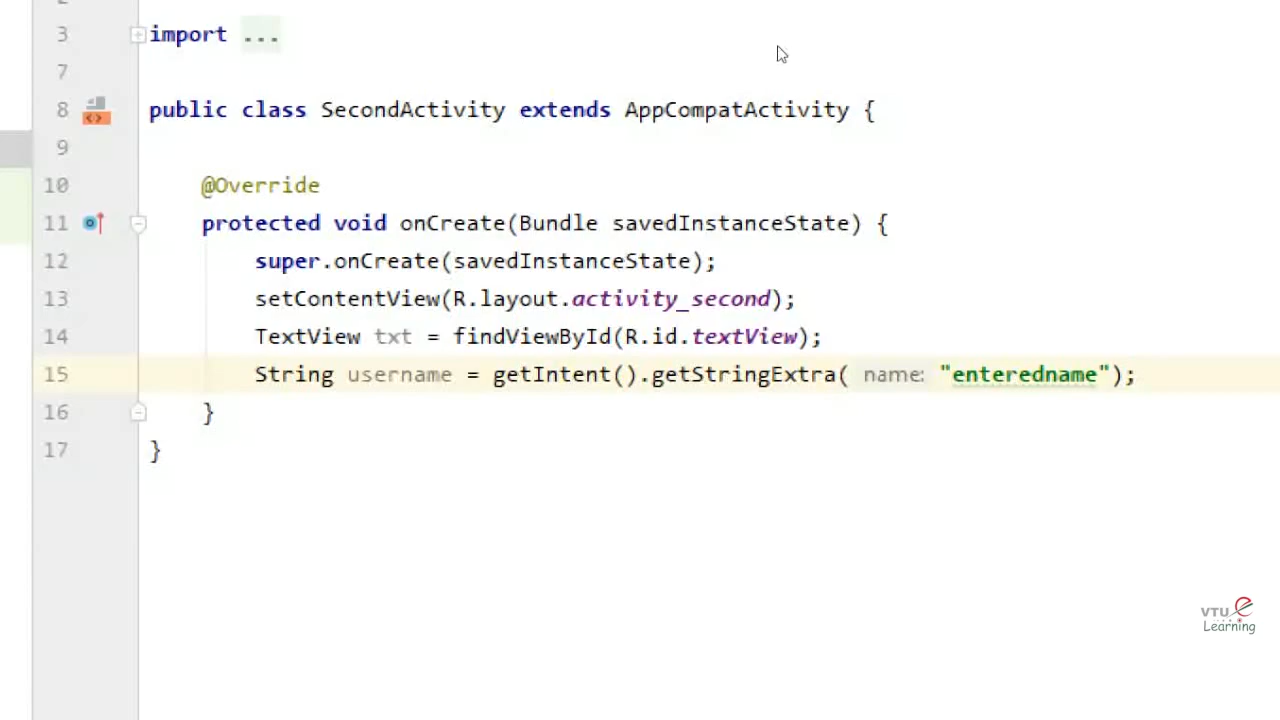 3 import ...
7
8 public class SecondActivity extends AppCompatActivity {
9
10 @Override
11 protected void onCreate(Bundle savedInstanceState) {
12 super.onCreate(savedInstanceState);
13 setContentView(R.layout.activity_second);
14 TextView txt = findViewById(R.id.textView);
15 String username = getIntent().getStringExtra( name: "enteredname");
16 }
17 }
VTU e
Learning